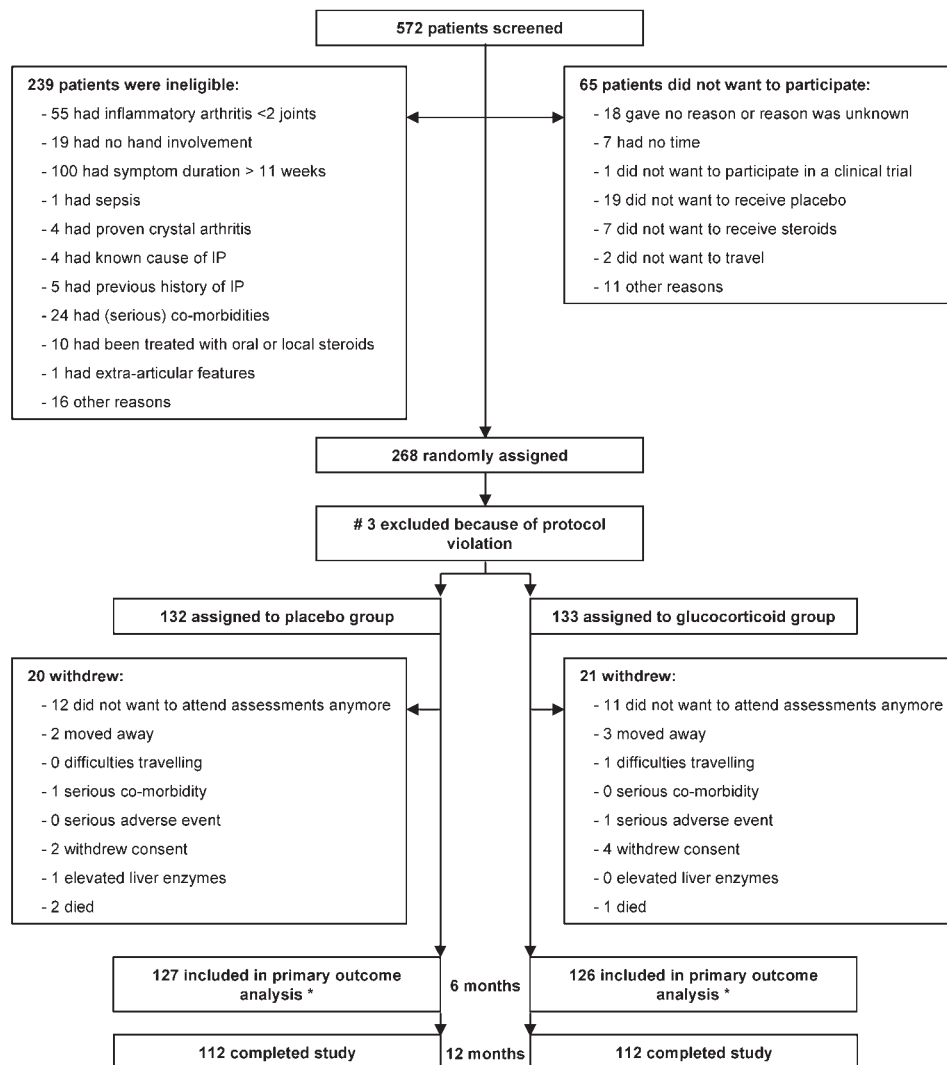 572 patients screened
239 patients were ineligible:
- 55 had inflammatory arthritis <2 joints
- 19 had no hand involvement
- 100 had symptom duration > 11 weeks
- 1 had sepsis
- 4 had proven crystal arthritis
- 4 had known cause of IP
- 5 had previous history of IP
- 24 had (serious) co-morbidities
- 10 had been treated with oral or local steroids
- 1 had extra-articular features
- 16 other reasons
65 patients did not want to participate:
- 18 gave no reason or reason was unknown
- 7 had no time
- 1 did not want to participate in a clinical trial
- 19 did not want to receive placebo
- 7 did not want to receive steroids
- 2 did not want to travel
- 11 other reasons
268 randomly assigned
# 3 excluded because of protocol
violation
132 assigned to placebo group
133 assigned to glucocorticoid group
20 withdrew:
- 12 did not want to attend assessments anymore
- 2 moved away
- 0 difficulties travelling
- 1 serious co-morbidity
- 0 serious adverse event
- 2 withdrew consent
- 1 elevated liver enzymes
- 2 died
21 withdrew:
- 11 did not want to attend assessments anymore
- 3 moved away
- 1 difficulties travelling
- 0 serious co-morbidity
- 1 serious adverse event
- 4 withdrew consent
- 0 elevated liver enzymes
- 1 died
127 included in primary outcome
analysis *
6 months
126 included in primary outcome
analysis *
112 completed study
12 months
112 completed study